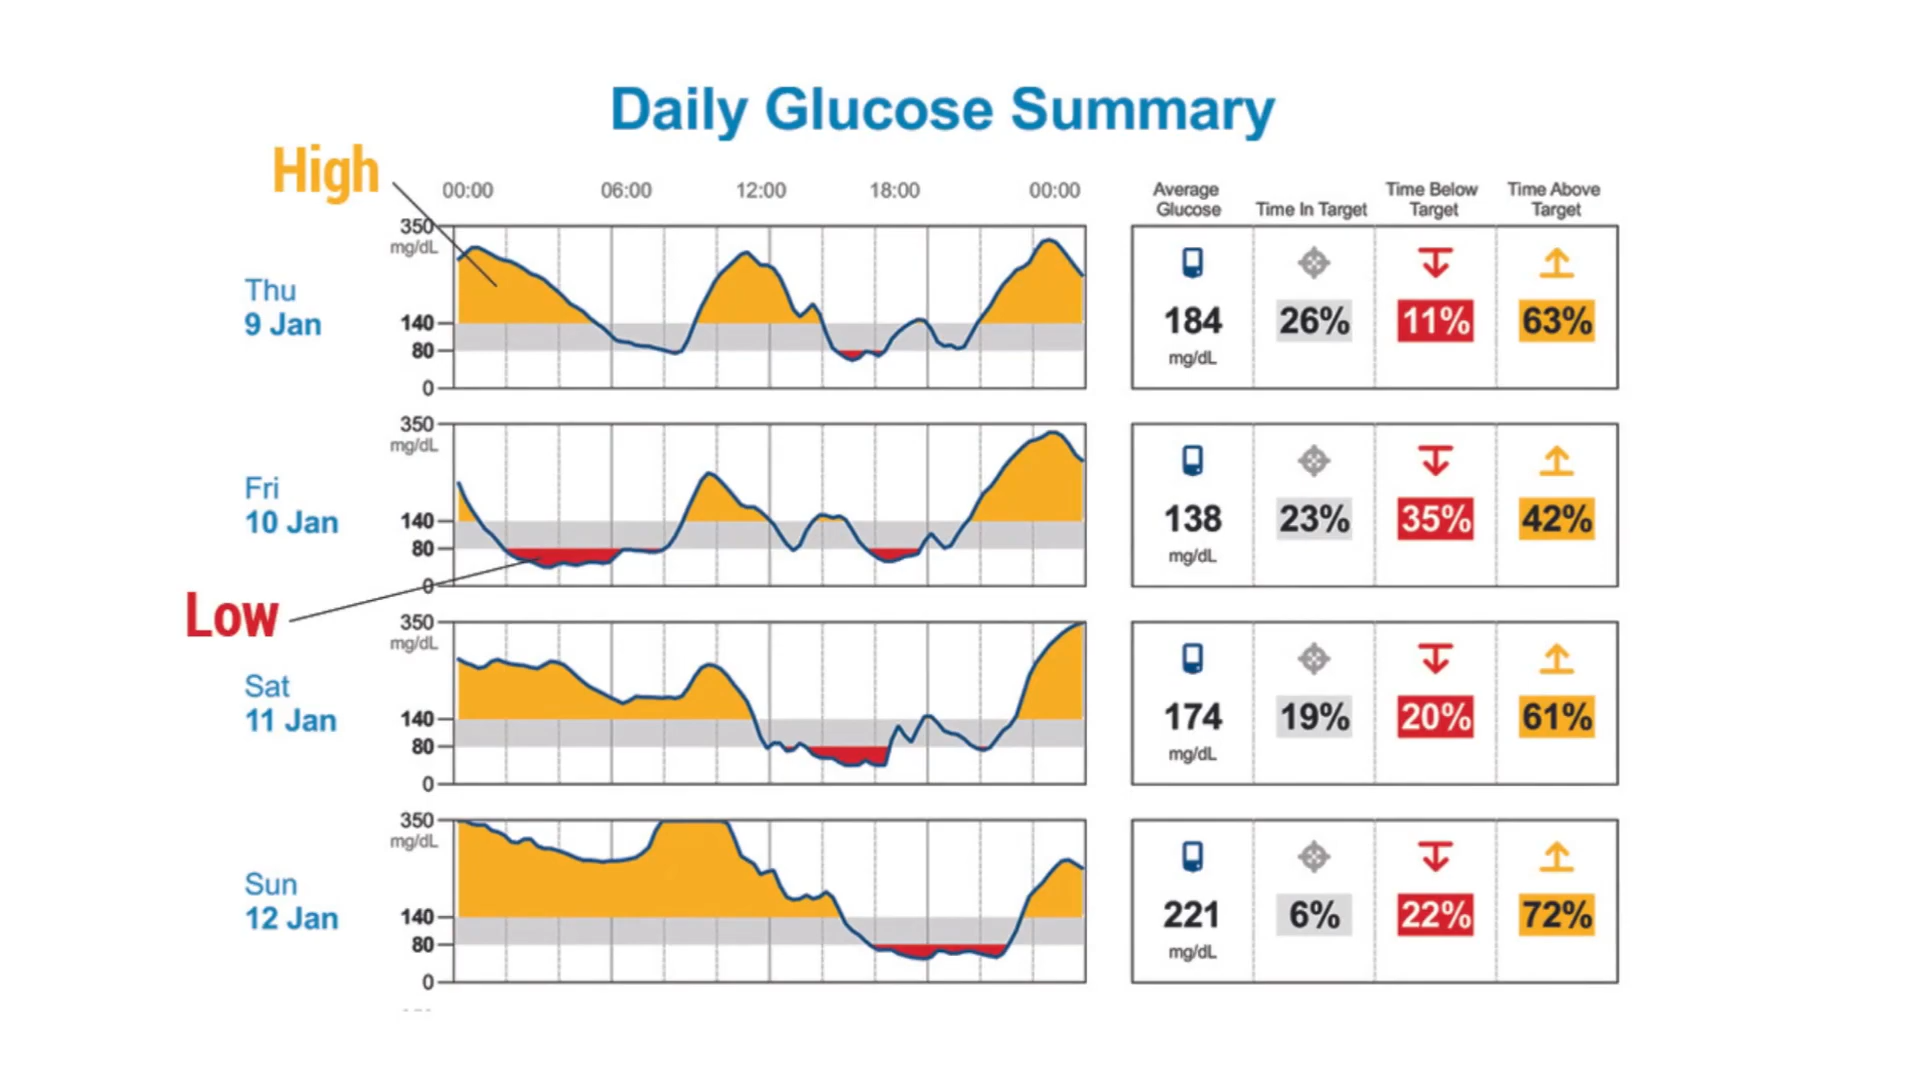 Daily Glucose Summary
High
00:00 06:00 12:00 18:00 00:00
Average Glucose
Time In Target
Time Below Target
Time Above Target
Thu
9 Jan
350
mg/dL
140
80
0
184
mg/dL
26%
11%
63%
Fri
10 Jan
350
mg/dL
140
80
0
138
mg/dL
23%
35%
42%
Low
Sat
11 Jan
350
mg/dL
140
80
0
174
mg/dL
19%
20%
61%
Sun
12 Jan
350
mg/dL
140
80
0
221
mg/dL
6%
22%
72%